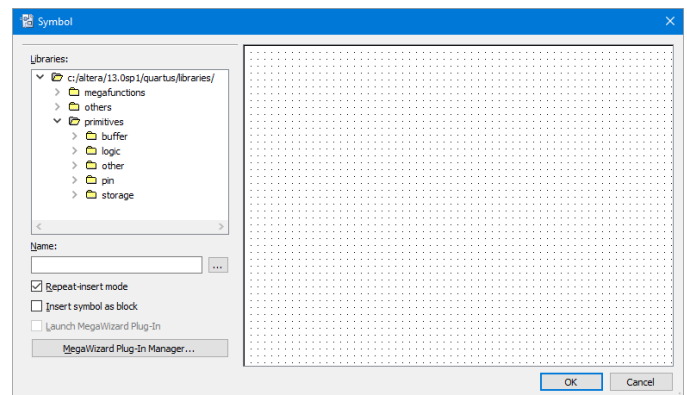 Symbol
Libraries:
c:/altera/13.0sp1/quartus/libraries/
megafunctions
others
primitives
buffer
logic
other
pin
storage
Name:
...
Repeat-insert mode
Insert symbol as block
Launch MegaWizard Plug-In
MegaWizard Plug-In Manager...
OK Cancel